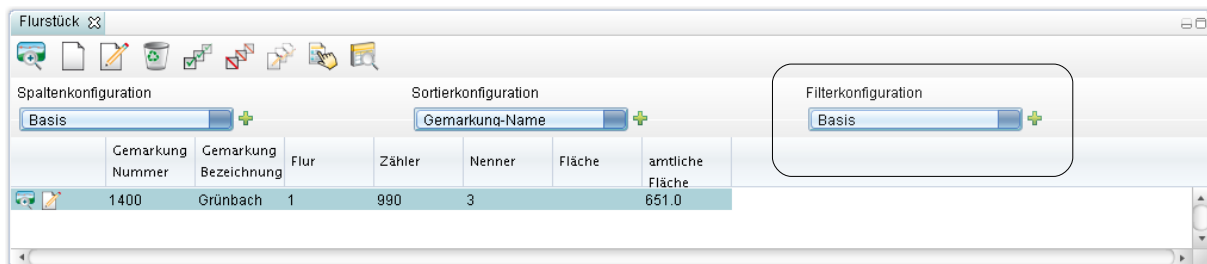 Flurstück
Spaltenkonfiguration Sortierkonfiguration Filterkonfiguration
Basis Gemarkung-Name Basis
Gemarkung Nummer Gemarkung Bezeichnung Flur Zähler Nenner Fläche amtliche Fläche
1400 Grünbach 1 990 3 651.0